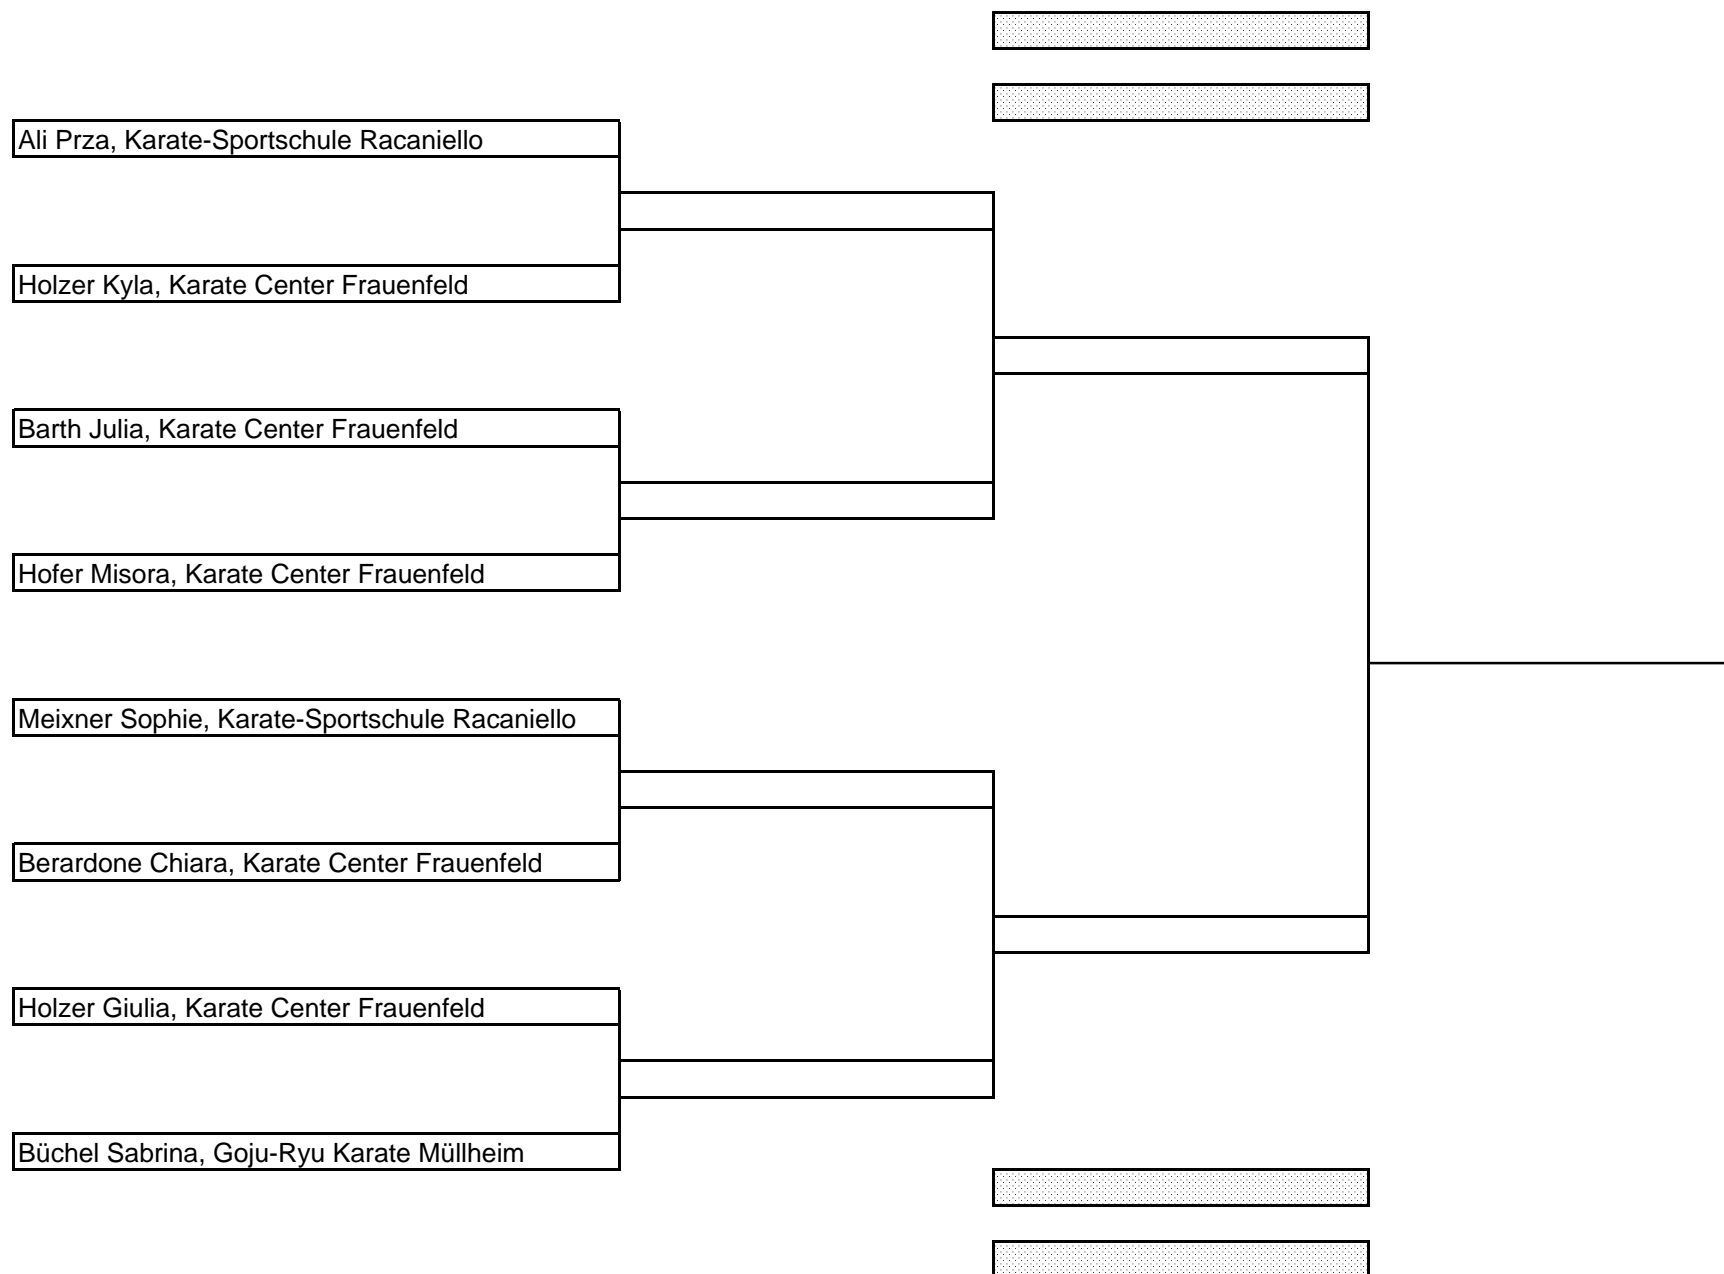 Ali Prza, Karate-Sportschule Racaniello
Holzer Kyla, Karate Center Frauenfeld
Barth Julia, Karate Center Frauenfeld
Hofer Misora, Karate Center Frauenfeld
Meixner Sophie, Karate-Sportschule Racaniello
Berardone Chiara, Karate Center Frauenfeld
Holzer Giulia, Karate Center Frauenfeld
Büchel Sabrina, Goju-Ryu Karate Müllheim